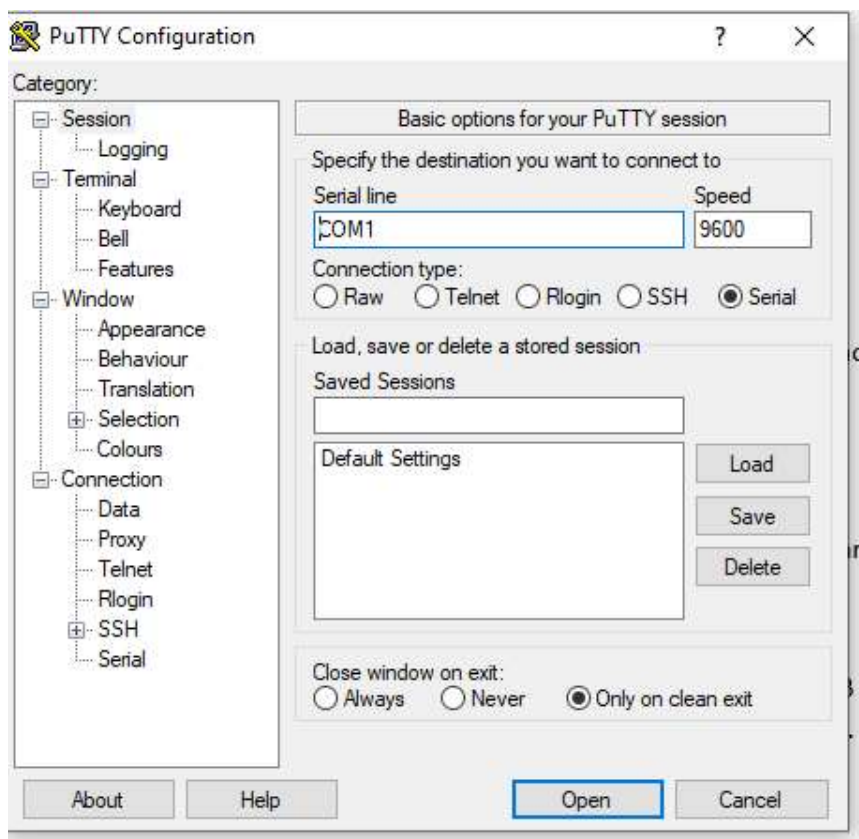 PuTTY Configuration
?
Category:
Session
Logging
Terminal
Keyboard
Bell
Features
Window
Appearance
Behaviour
Translation
Selection
Colours
Connection
Data
Proxy
Telnet
Rlogin
SSH
Serial
Basic options for your PuTTY session
Specify the destination you want to connect to
Serial line Speed
COM1 9600
Connection type:
Raw Telnet Rlogin SSH Serial
Load, save or delete a stored session
Saved Sessions
Default Settings
Load
Save
Delete
Close window on exit:
Always Never Only on clean exit
About Help Open Cancel